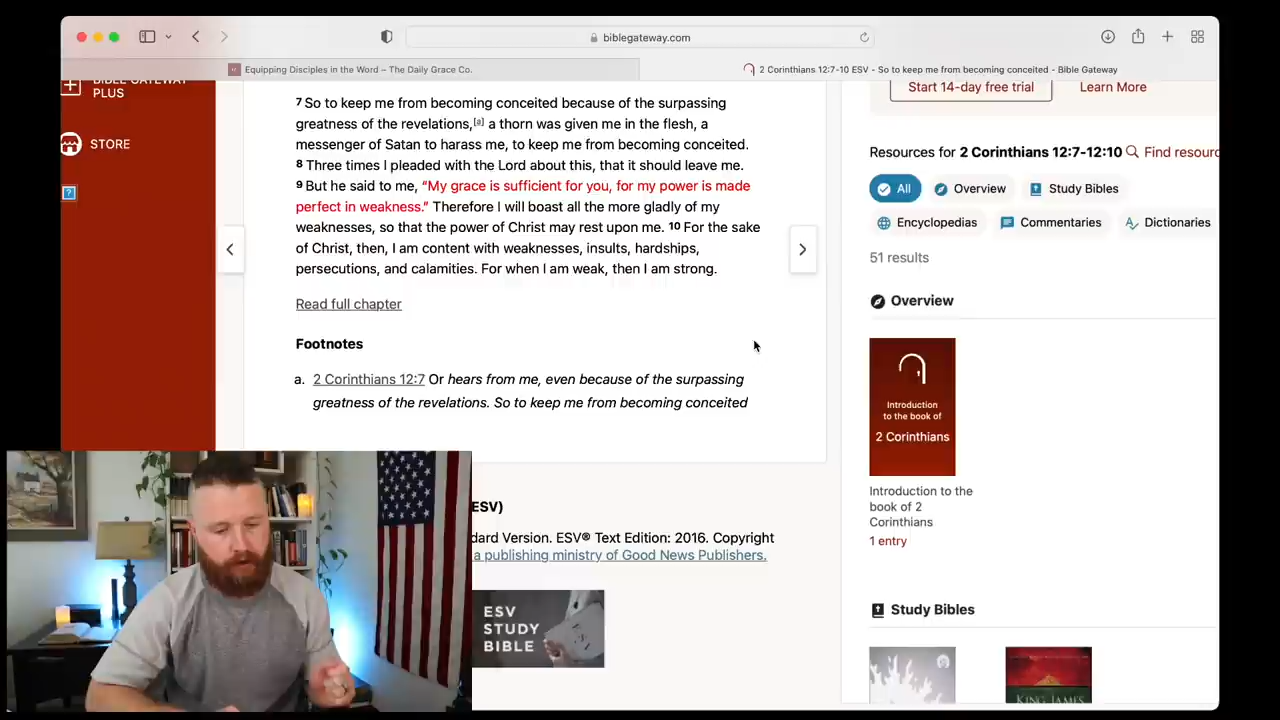 biblegateway.com
Equipping Disciples in the Word – The Daily Grace Co.
2 Corinthians 12:7-10 ESV - So to keep me from becoming conceited - Bible Gateway
BIBLE GATEWAY
PLUS
STORE
7 So to keep me from becoming conceited because of the surpassing
greatness of the revelations,[a] a thorn was given me in the flesh, a
messenger of Satan to harass me, to keep me from becoming conceited.
8 Three times I pleaded with the Lord about this, that it should leave me.
9 But he said to me, “My grace is sufficient for you, for my power is made
perfect in weakness.” Therefore I will boast all the more gladly of my
weaknesses, so that the power of Christ may rest upon me. 10 For the sake
of Christ, then, I am content with weaknesses, insults, hardships,
persecutions, and calamities. For when I am weak, then I am strong.
Read full chapter
Footnotes
a. 2 Corinthians 12:7 Or hears from me, even because of the surpassing
greatness of the revelations. So to keep me from becoming conceited
ESV)
dard Version. ESV® Text Edition: 2016. Copyright
a publishing ministry of Good News Publishers.
ESV
STUDY
BIBLE
Start 14-day free trial
Learn More
Resources for 2 Corinthians 12:7-12:10
Find resourc
All
Overview
Study Bibles
Encyclopedias
Commentaries
Dictionaries
51 results
Overview
Introduction
to the book of
2 Corinthians
Introduction to the
book of 2
Corinthians
1 entry
Study Bibles
KING JAMES